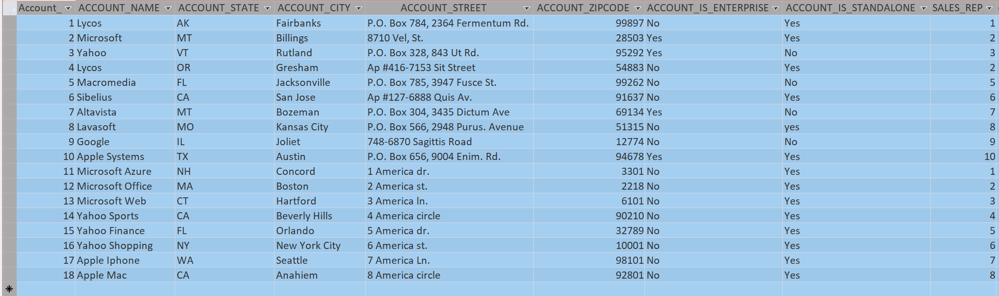 Account_ ACCOUNT_NAME ACCOUNT_STATE ACCOUNT_CITY ACCOUNT_STREET ACCOUNT_ZIPCODE ACCOUNT_IS_ENTERPRISE ACCOUNT_IS_STANDALONE SALES_REP_
1 Lycos AK Fairbanks P.O. Box 784, 2364 Fermentum Rd. 99897 No Yes 1
2 Microsoft MT Billings 8710 Vel, St. 28503 Yes Yes 2
3 Yahoo VT Rutland P.O. Box 328, 843 Ut Rd. 95292 Yes No 3
4 Lycos OR Gresham Ap #416-7153 Sit Street 54883 No Yes 2
5 Macromedia FL Jacksonville P.O. Box 785, 3947 Fusce St. 99262 No No 5
6 Sibelius CA San Jose Ap #127-6888 Quis Av. 91637 No Yes 6
7 Altavista MT Bozeman P.O. Box 304, 3435 Dictum Ave 69134 Yes No 7
8 Lavasoft MO Kansas City P.O. Box 566, 2948 Purus. Avenue 51315 No yes 8
9 Google IL Joliet 748-6870 Sagittis Road 12774 No No 9
10 Apple Systems TX Austin P.O. Box 656, 9004 Enim. Rd. 94678 Yes Yes 10
11 Microsoft Azure NH Concord 1 America dr. 3301 No Yes 1
12 Microsoft Office MA Boston 2 America st. 2218 No Yes 2
13 Microsoft Web CT Hartford 3 America ln. 6101 No Yes 3
14 Yahoo Sports CA Beverly Hills 4 America circle 90210 No Yes 4
15 Yahoo Finance FL Orlando 5 America dr. 32789 No Yes 5
16 Yahoo Shopping NY New York City 6 America st. 10001 No Yes 6
17 Apple Iphone WA Seattle 7 America Ln. 98101 No Yes 7
18 Apple Mac CA Anahiem 8 America circle 92801 No Yes 8